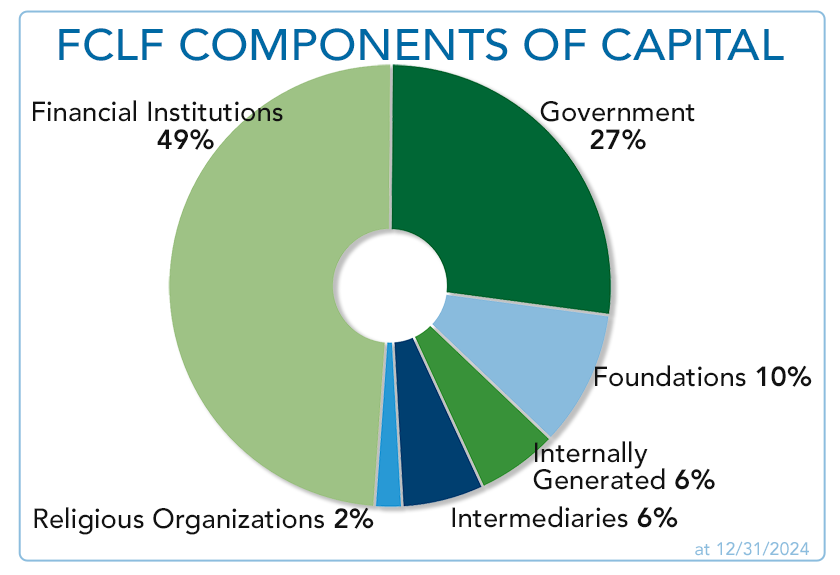 FCLF COMPONENTS OF CAPITAL
Financial Institutions
49%
Government
27%
Foundations 10%
Internally
Generated 6%
Intermediaries 6%
Religious Organizations 2%
at 12/31/2024